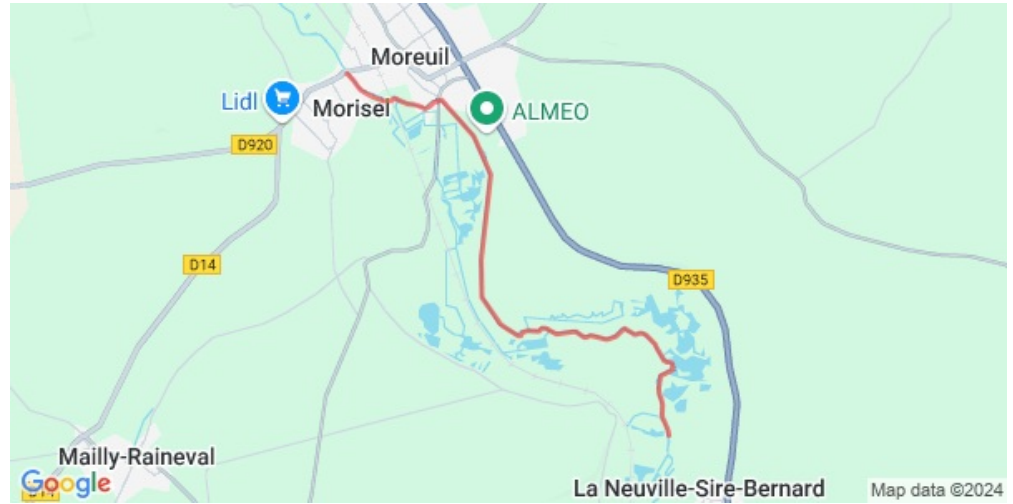 Moreuil
Lidl
Morisel
ALMEO
D920
D14
D935
Mailly-Raineval
La Neuville-Sire-Bernard
Google
Map data ©2024